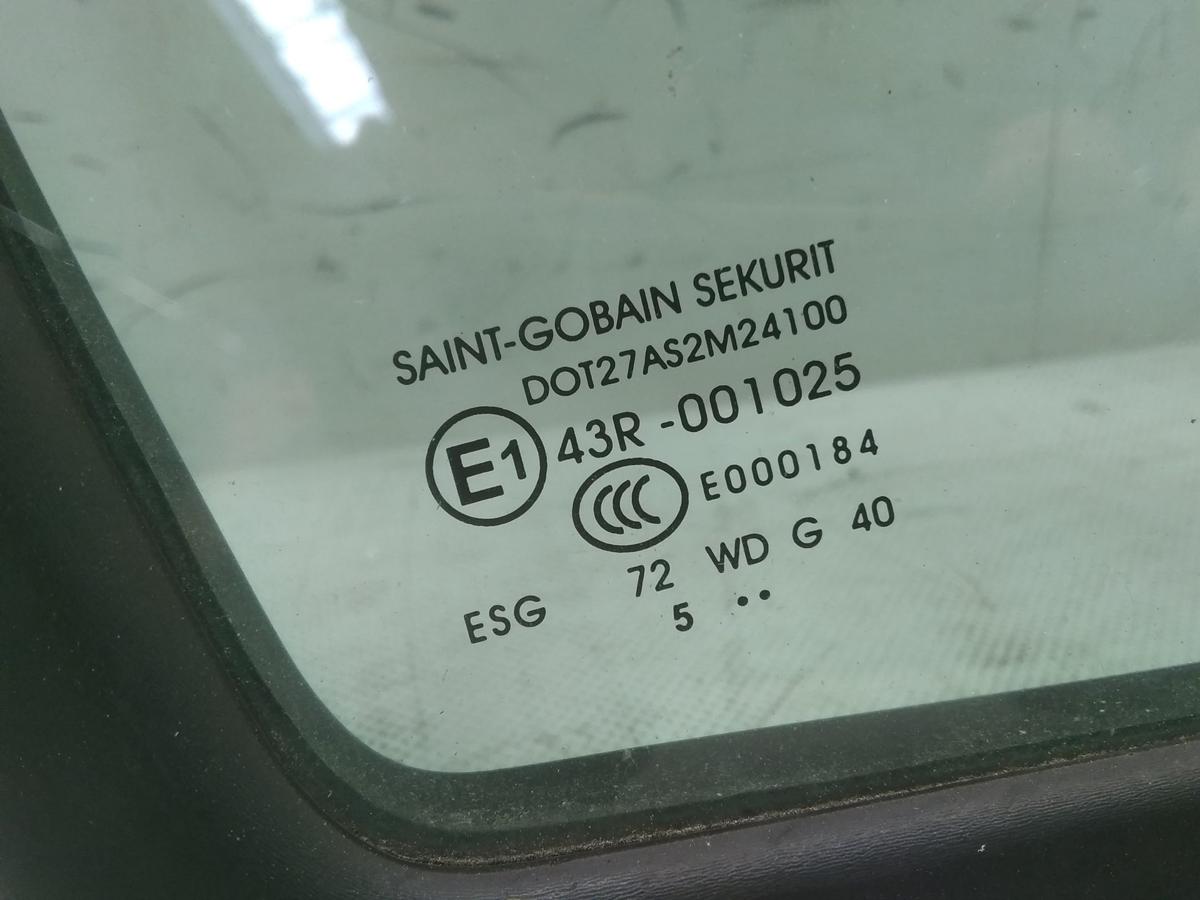 SAINT-GOBAIN SEKURIT
DOT27AS2M24100
E1 43R -001025
CCC E000184
72 WD G 40
ESG 5 ••